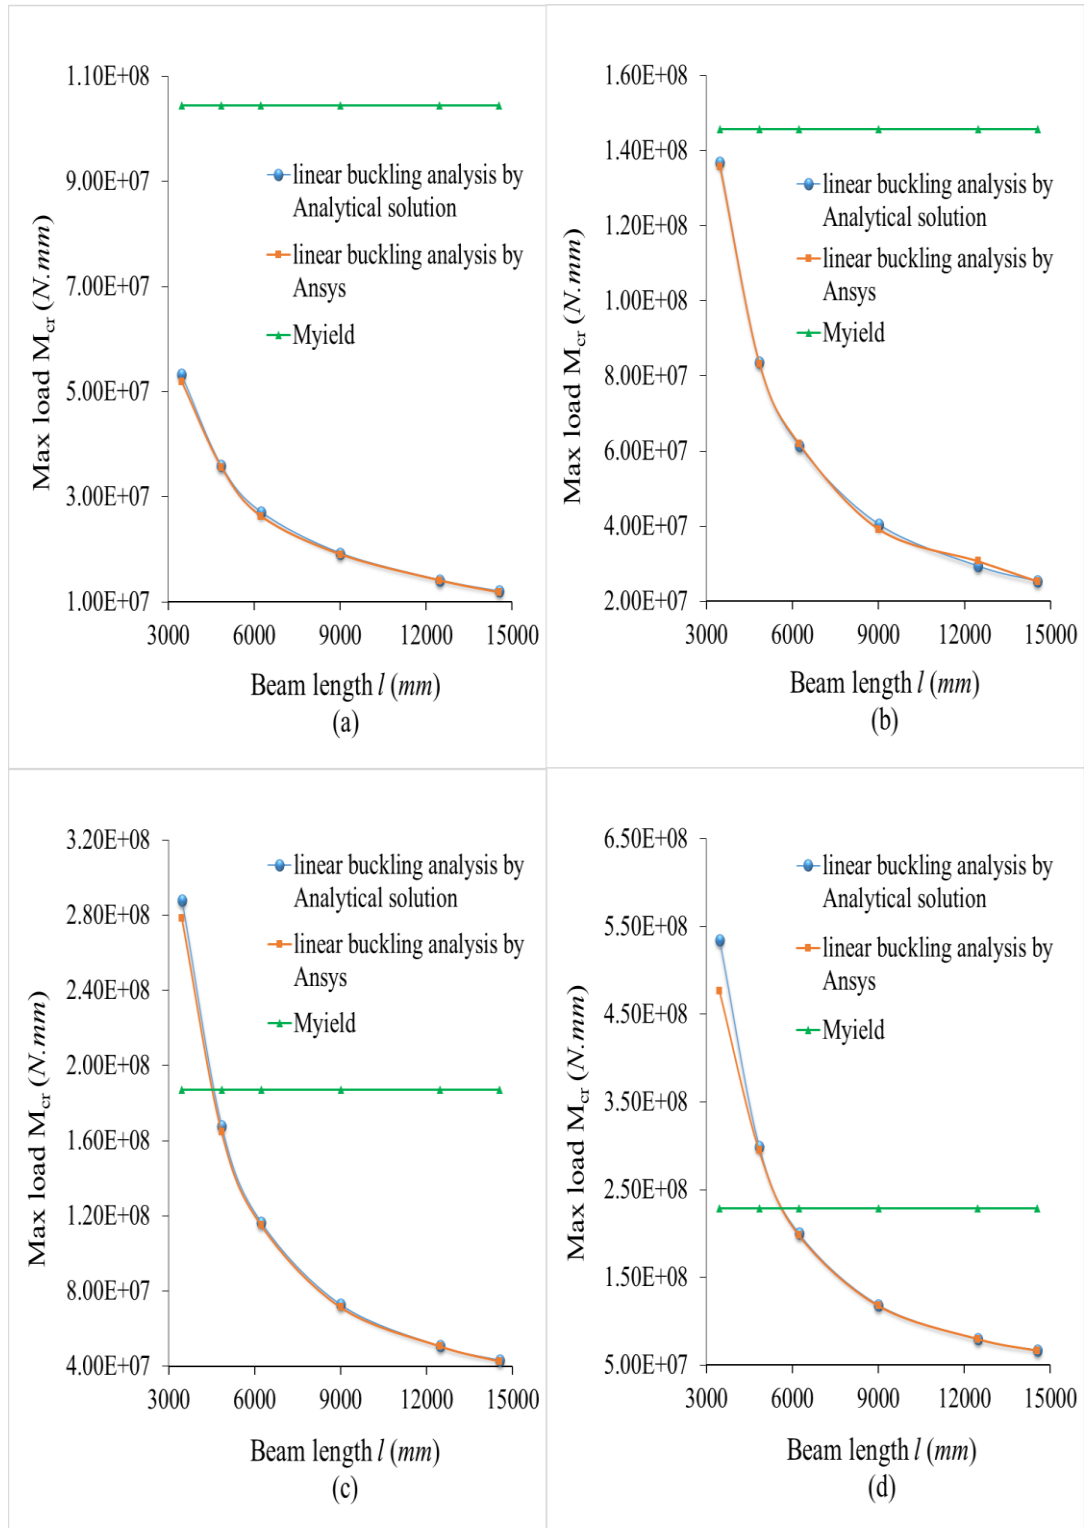 1.10E+08
9.00E+07
7.00E+07
5.00E+07
3.00E+07
1.00E+07
3000 6000 9000 12000 15000
Max load Mcr (N.mm)
linear buckling analysis by
Analytical solution
linear buckling analysis by
Ansys
Myield
Beam length l (mm)
(a)
1.60E+08
1.40E+08
1.20E+08
1.00E+08
8.00E+07
6.00E+07
4.00E+07
2.00E+07
3000 6000 9000 12000 15000
Max load Mcr (N.mm)
linear buckling analysis by
Analytical solution
linear buckling analysis by
Ansys
Myield
Beam length l (mm)
(b)
3.20E+08
2.80E+08
2.40E+08
2.00E+08
1.60E+08
1.20E+08
8.00E+07
4.00E+07
3000 6000 9000 12000 15000
Max load Mcr (N.mm)
linear buckling analysis by
Analytical solution
linear buckling analysis by
Ansys
Myield
Beam length l (mm)
(c)
6.50E+08
5.50E+08
4.50E+08
3.50E+08
2.50E+08
1.50E+08
5.00E+07
3000 6000 9000 12000 15000
Max load Mcr (N.mm)
linear buckling analysis by
Analytical solution
linear buckling analysis by
Ansys
Myield
Beam length l (mm)
(d)